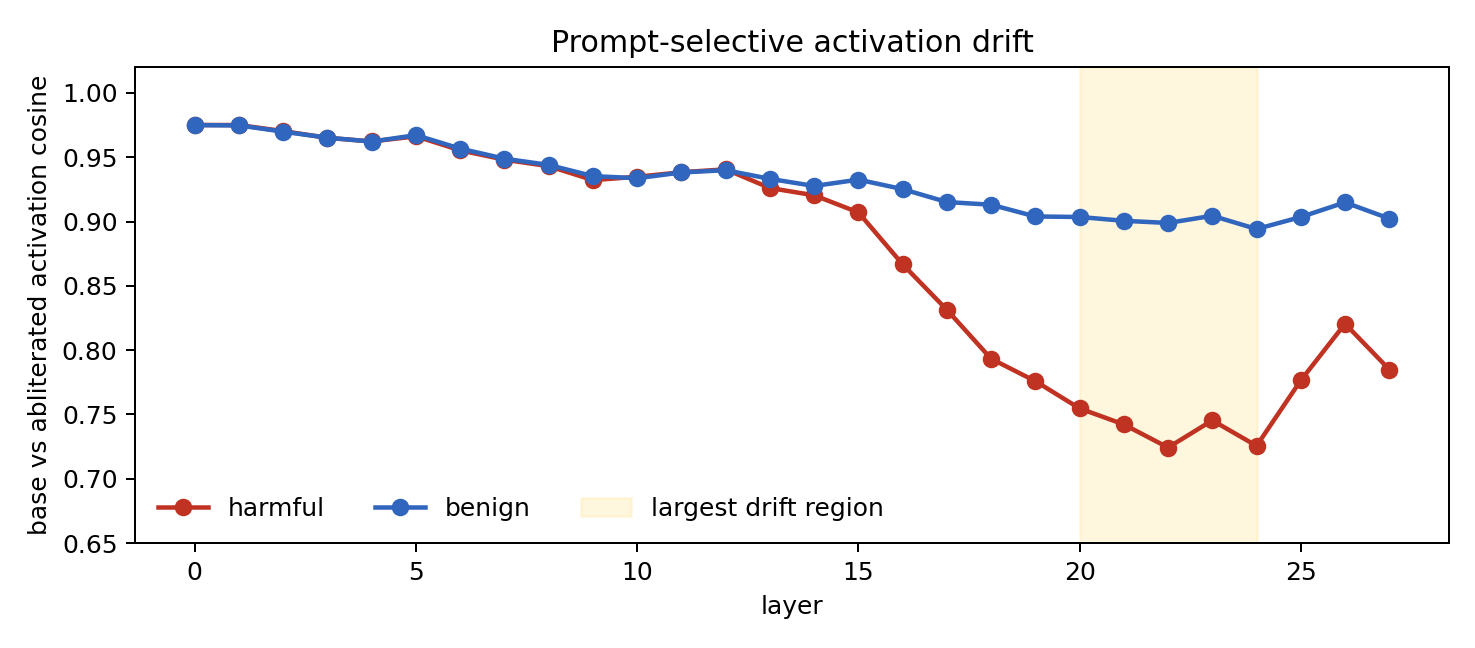 Prompt-selective activation drift
base vs abliterated activation cosine
1.00
0.95
0.90
0.85
0.80
0.75
0.70
0.65
harmful
benign
largest drift region
0
5
10
15
20
25
layer